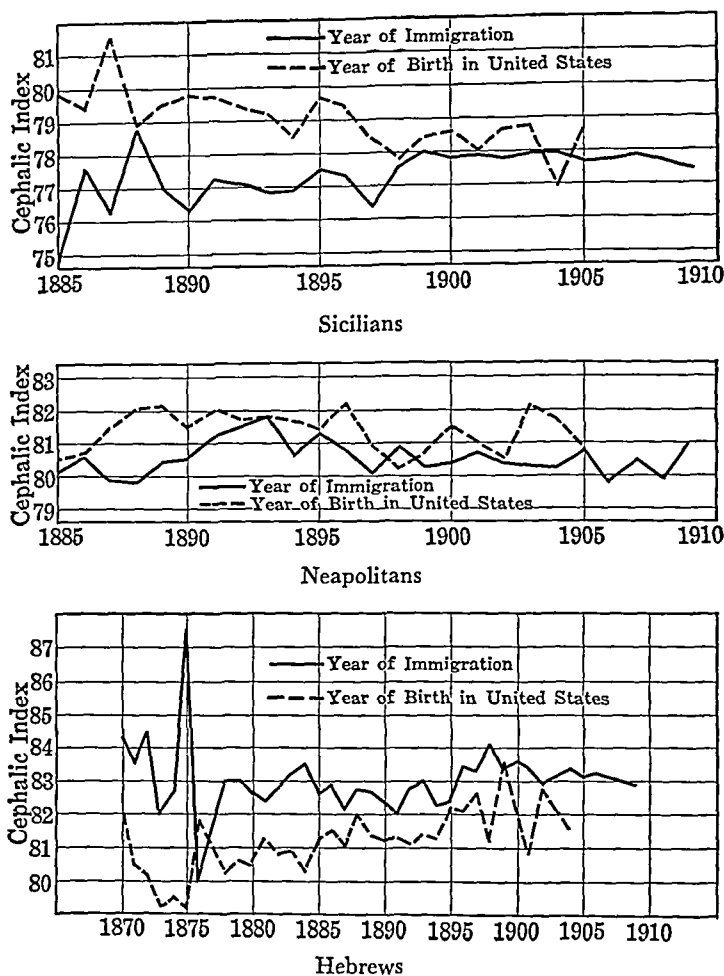 Year of Immigration
Year of Birth in United States
Cephalic Index
81
80
79
78
77
76
75
1885 1890 1895 1900 1905 1910
Sicilians
Cephalic Index
83
82
81
80
79
Year of Immigration
Year of Birth in United States
1885 1890 1895 1900 1905 1910
Neapolitans
Cephalic Index
87
86
85
84
83
82
81
80
Year of Immigration
Year of Birth in United States
1870 1875 1880 1885 1890 1895 1900 1905 1910
Hebrews